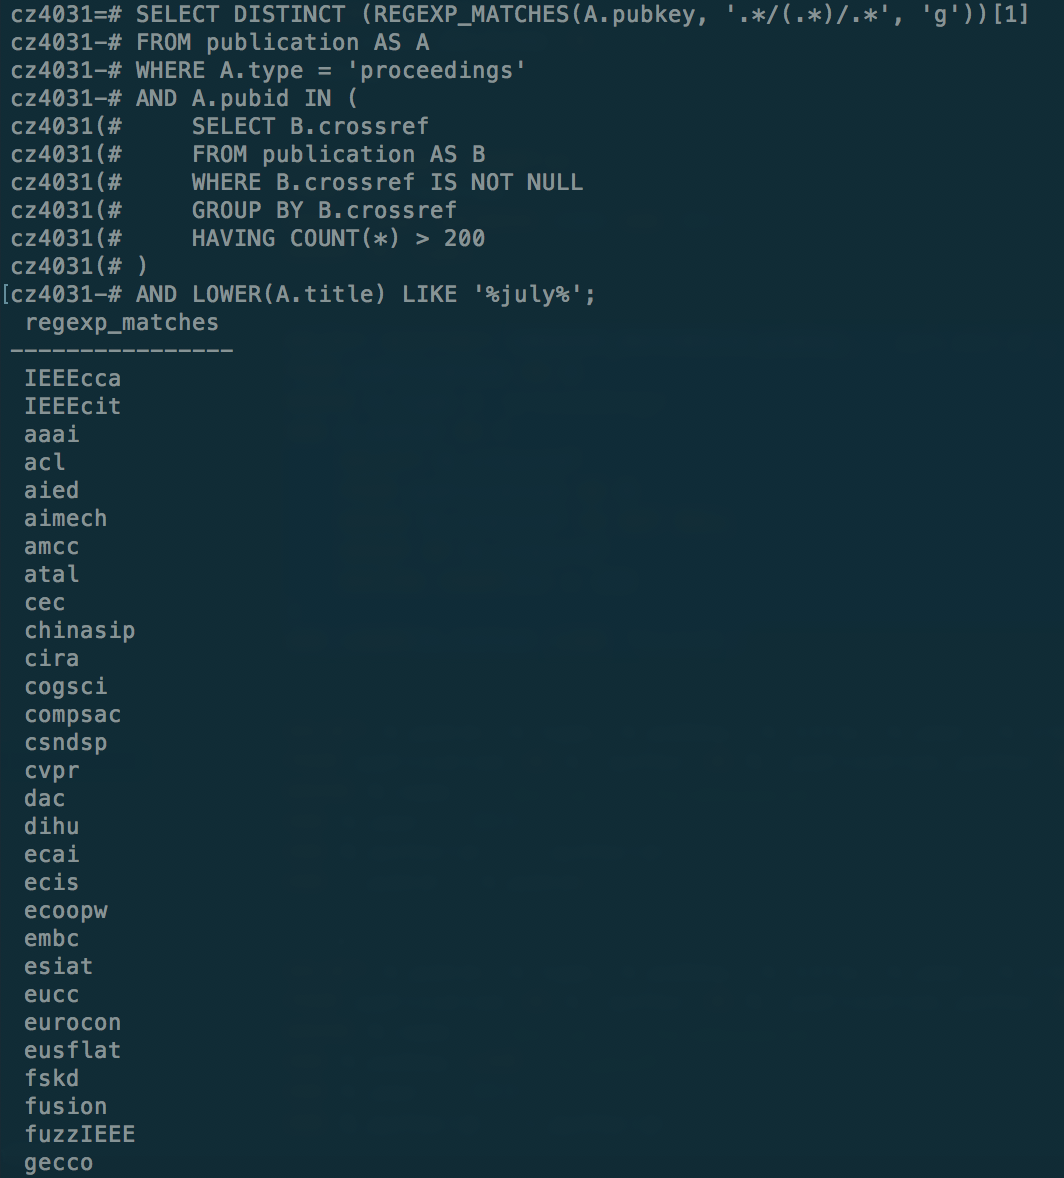 cz4031=# SELECT DISTINCT (REGEXP_MATCHES(A.pubkey, '.*/(.*)/.*', 'g'))[1]
cz4031-# FROM publication AS A
cz4031-# WHERE A.type = 'proceedings'
cz4031-# AND A.pubid IN (
cz4031(#     SELECT B.crossref
cz4031(#     FROM publication AS B
cz4031(#     WHERE B.crossref IS NOT NULL
cz4031(#     GROUP BY B.crossref
cz4031(#     HAVING COUNT(*) > 200
cz4031(# )
[cz4031-# AND LOWER(A.title) LIKE '%july%';
 regexp_matches
----------------
 IEEEcca
 IEEEcit
 aaai
 acl
 aied
 aimech
 amcc
 atal
 cec
 chinasip
 cira
 cogsci
 compsac
 csndsp
 cvpr
 dac
 dihu
 ecai
 ecis
 ecoopw
 embc
 esiat
 eucc
 eurocon
 eusflat
 fskd
 fusion
 fuzzIEEE
 gecco